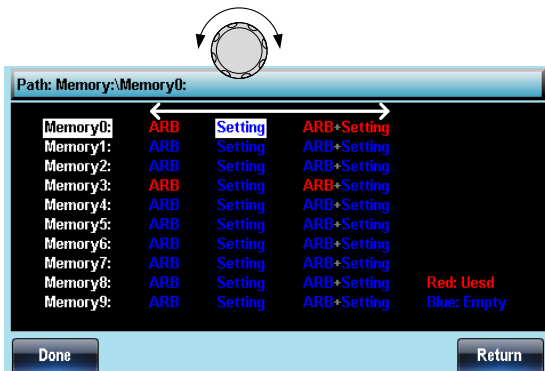 Path: Memory:\Memory0:
Memory0: ARB Setting ARB+Setting
Memory1: ARB Setting ARB+Setting
Memory2: ARB Setting ARB+Setting
Memory3: ARB Setting ARB+Setting
Memory4: ARB Setting ARB+Setting
Memory5: ARB Setting ARB+Setting
Memory6: ARB Setting ARB+Setting
Memory7: ARB Setting ARB+Setting
Memory8: ARB Setting ARB+Setting Red: Uesd
Memory9: ARB Setting ARB+Setting Blue: Empty
Done Return